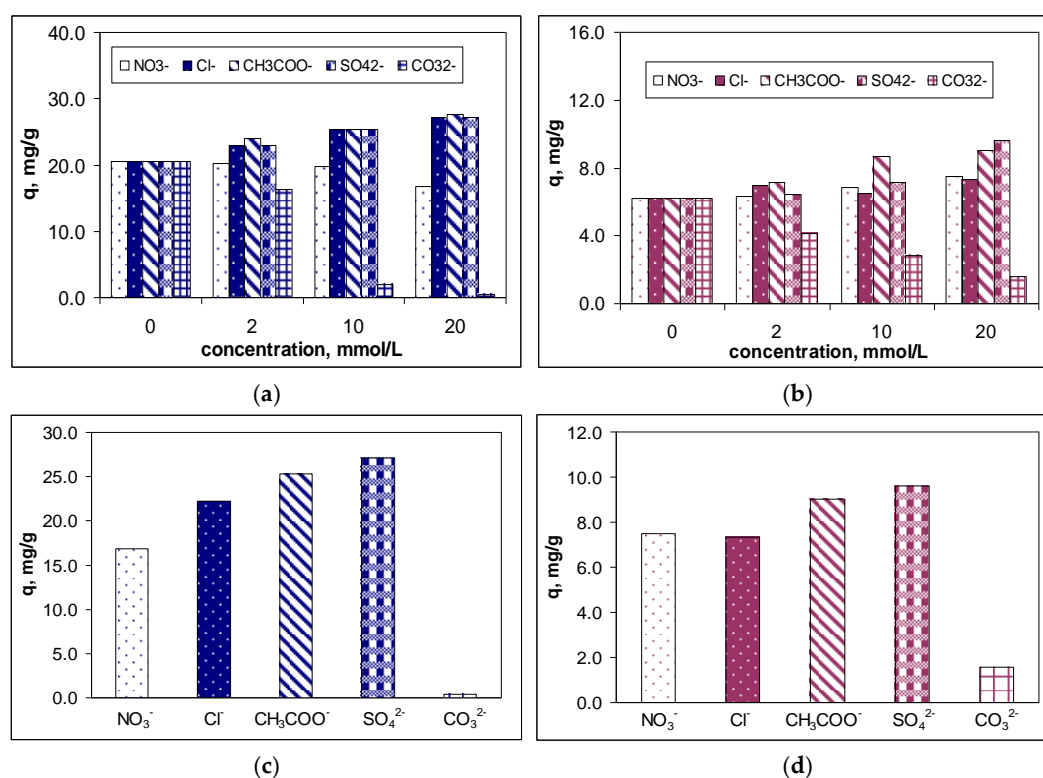 40.0
30.0
20.0
10.0
0.0
q, mg/g
NO3- Cl- CH3COO- SO42- CO32-
0 2 10 20
concentration, mmol/L
(a)
16.0
12.0
8.0
4.0
0.0
q, mg/g
NO3- Cl- CH3COO- SO42- CO32-
0 2 10 20
concentration, mmol/L
(b)
30.0
25.0
20.0
15.0
10.0
5.0
0.0
q, mg/g
NO₃⁻ Cl⁻ CH₃COO⁻ SO₄²⁻ CO₃²⁻
(c)
12.0
10.0
8.0
6.0
4.0
2.0
0.0
q, mg/g
NO₃⁻ Cl⁻ CH₃COO⁻ SO₄²⁻ CO₃²⁻
(d)